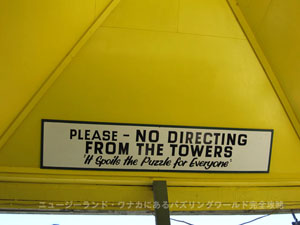 PLEASE - NO DIRECTING
FROM THE TOWERS
'It Spoils the Puzzle for Everyone'
ニュージーランド・ワナカにあるパズリングワールド完全攻略